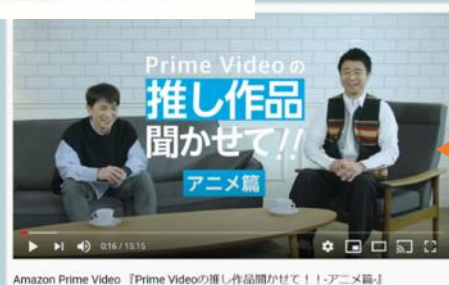 Prime Videoの
推し作品
聞かせて!!
アニメ篇
0:16 / 15:15
Amazon Prime Video 『Prime Videoの推し作品聞かせて！！-アニメ篇-』